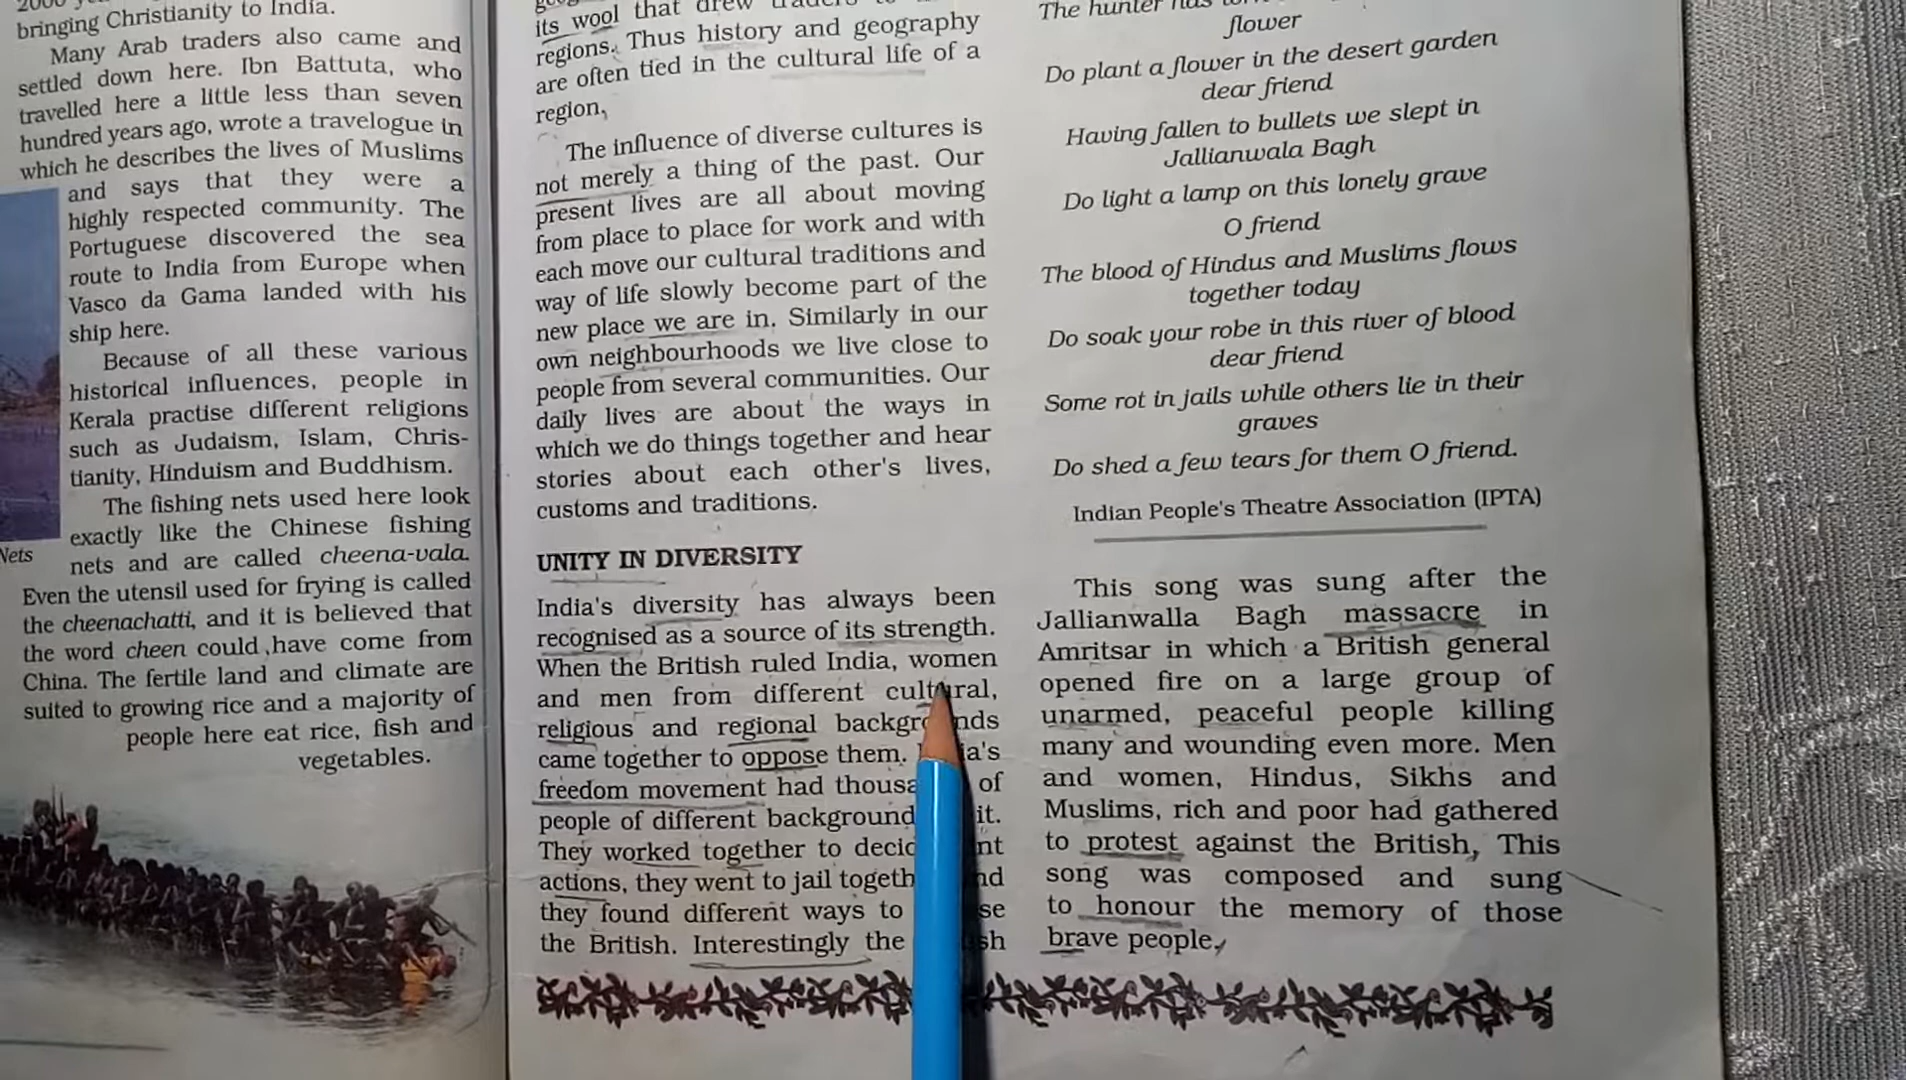 bringing Christianity to India.
Many Arab traders also came and
settled down here. Ibn Battuta, who
travelled here a little less than seven
hundred years ago, wrote a travelogue in
which he describes the lives of Muslims
and says that they were a
highly respected community. The
Portuguese discovered the sea
route to India from Europe when
Vasco da Gama landed with his
ship here.
Because of all these various
historical influences, people in
Kerala practise different religions
such as Judaism, Islam, Chris-
tianity, Hinduism and Buddhism.
The fishing nets used here look
exactly like the Chinese fishing
Nets
nets and are called cheena-vala.
Even the utensil used for frying is called
the cheenachatti, and it is believed that
the word cheen could have come from
China. The fertile land and climate are
suited to growing rice and a majority of
people here eat rice, fish and
vegetables.
its wool that drew traders
regions. Thus history and geography
are often tied in the cultural life of a
region,
The influence of diverse cultures is
not merely a thing of the past. Our
present lives are all about moving
from place to place for work and with
each move our cultural traditions and
way of life slowly become part of the
new place we are in. Similarly in our
own neighbourhoods we live close to
people from several communities. Our
daily lives are about the ways in
which we do things together and hear
stories about each other's lives,
customs and traditions.
UNITY IN DIVERSITY
India's diversity has always been
recognised as a source of its strength.
When the British ruled India, women
and men from different cultural,
religious and regional backgr nds
came together to oppose them. 's
freedom movement had thousa of
people of different background it.
They worked together to decid nt
actions, they went to jail togeth nd
they found different ways to se
the British. Interestingly the sh
The hunter has
flower
Do plant a flower in the desert garden
dear friend
Having fallen to bullets we slept in
Jallianwala Bagh
Do light a lamp on this lonely grave
O friend
The blood of Hindus and Muslims flows
together today
Do soak your robe in this river of blood
dear friend
Some rot in jails while others lie in their
graves
Do shed a few tears for them O friend.
Indian People's Theatre Association (IPTA)
This song was sung after the
Jallianwalla Bagh massacre in
Amritsar in which a British general
opened fire on a large group of
unarmed, peaceful people killing
many and wounding even more. Men
and women, Hindus, Sikhs and
Muslims, rich and poor had gathered
to protest against the British, This
song was composed and sung
to honour the memory of those
brave people,